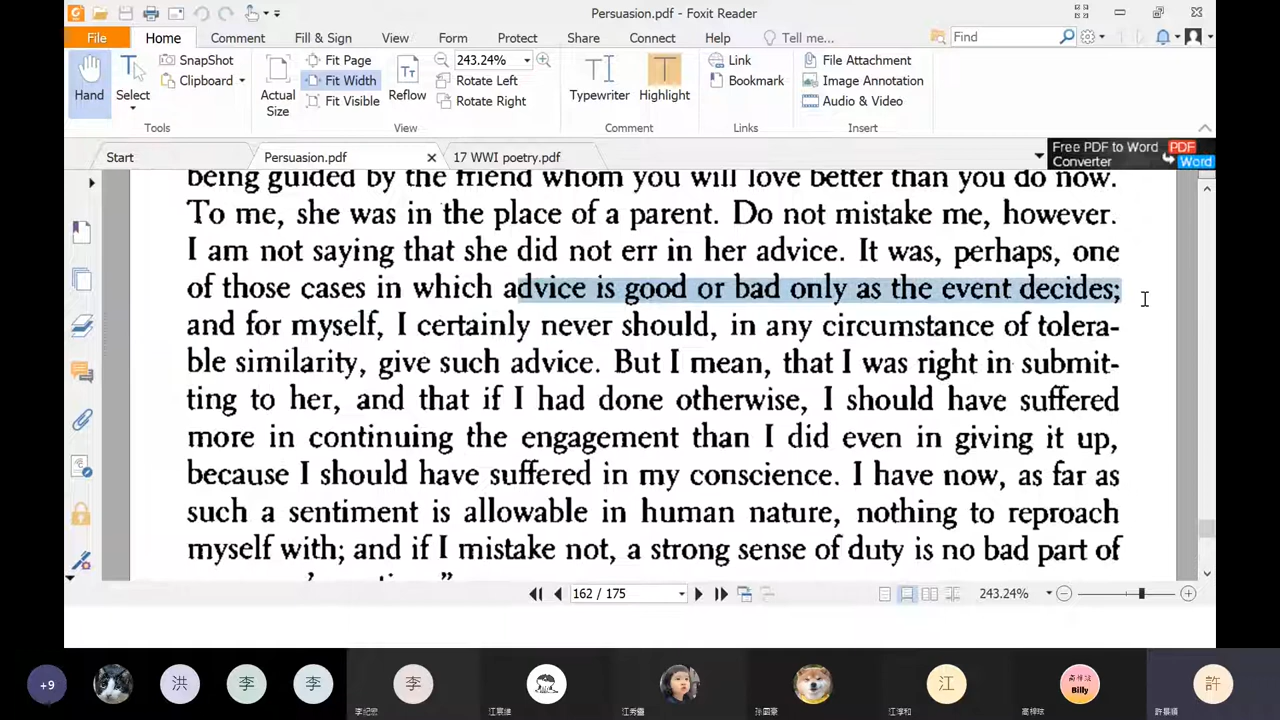 Persuasion.pdf - Foxit Reader
File Home Comment Fill & Sign View Form Protect Share Connect Help Tell me... Find
Hand
Select
SnapShot
Clipboard
Tools
Actual
Size
Fit Page
Fit Width
Fit Visible
Reflow
243.24%
Rotate Left
Rotate Right
View
Typewriter
Highlight
Comment
Link
Bookmark
Links
File Attachment
Image Annotation
Audio & Video
Insert
Start Persuasion.pdf 17 WWI poetry.pdf
Free PDF to Word
Converter
PDF
Word
being guided by the friend whom you will love better than you do now.
To me, she was in the place of a parent. Do not mistake me, however.
I am not saying that she did not err in her advice. It was, perhaps, one
of those cases in which advice is good or bad only as the event decides;
and for myself, I certainly never should, in any circumstance of tolera-
ble similarity, give such advice. But I mean, that I was right in submit-
ting to her, and that if I had done otherwise, I should have suffered
more in continuing the engagement than I did even in giving it up,
because I should have suffered in my conscience. I have now, as far as
such a sentiment is allowable in human nature, nothing to reproach
myself with; and if I mistake not, a strong sense of duty is no bad part of
162 / 175
243.24%
+9 洪 李 李 李 江 許
Billy